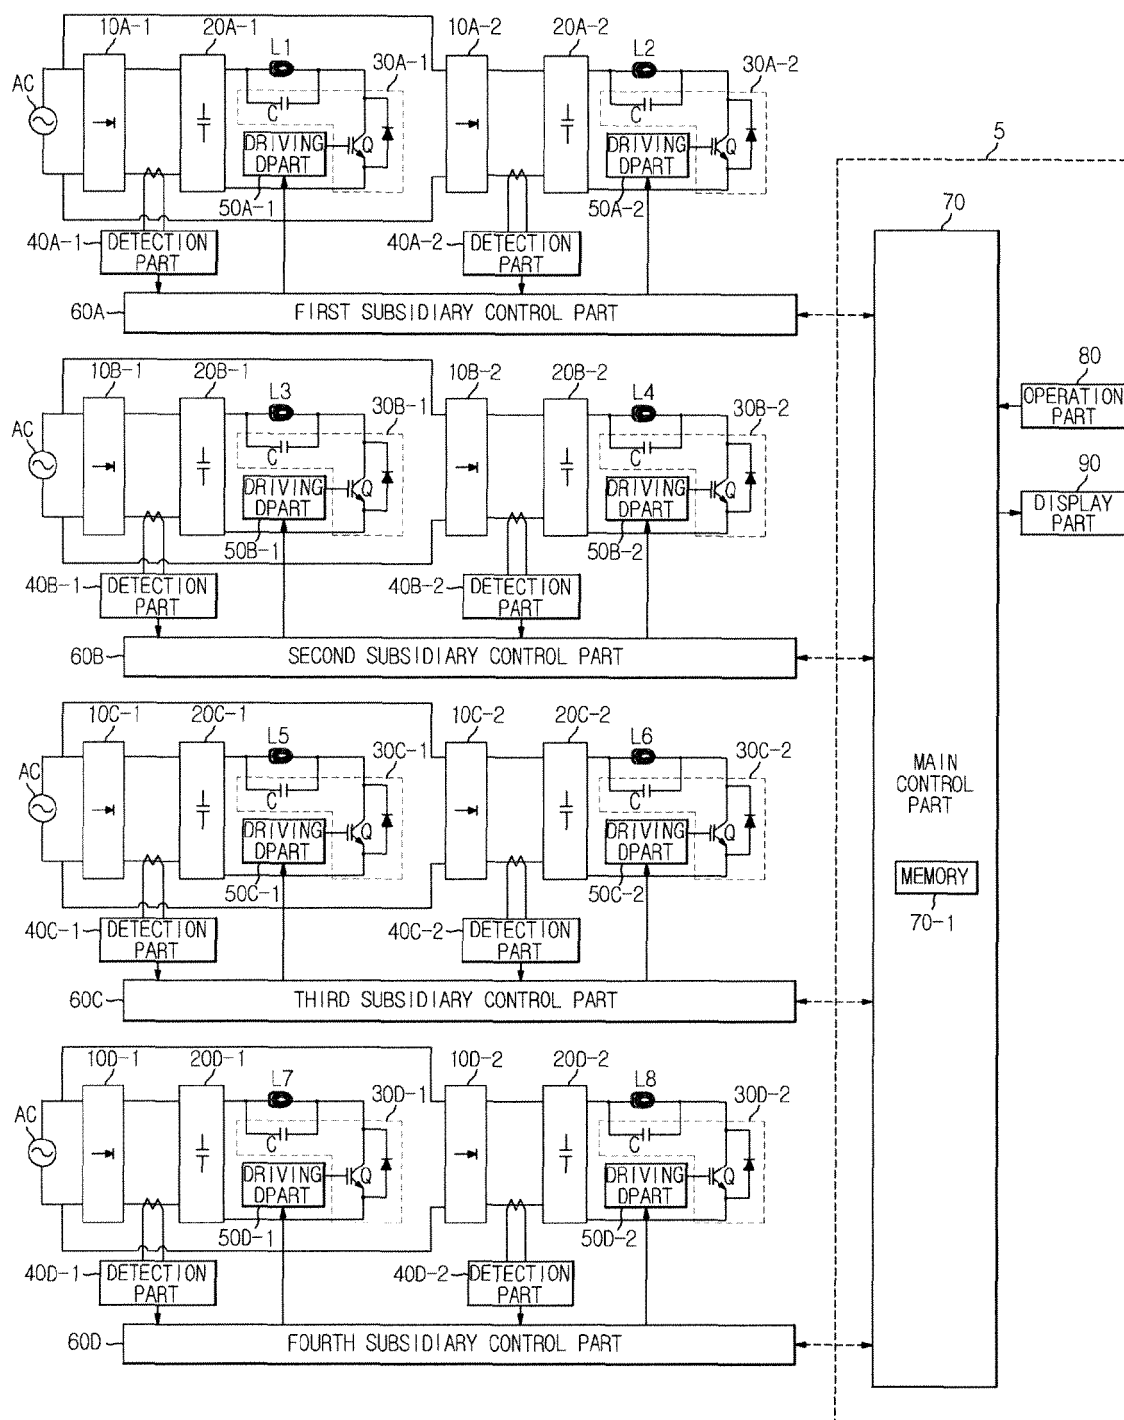 10A-1
20A-1
L1
30A-1
10A-2
20A-2
L2
30A-2
AC
C
Q
C
Q
DRIVING
DPART
DRIVING
DPART
50A-1
50A-2
40A-1
DETECTION
PART
40A-2
DETECTION
PART
60A
FIRST SUBSIDIARY CONTROL PART
5
70
10B-1
20B-1
L3
30B-1
10B-2
20B-2
L4
30B-2
AC
C
Q
C
Q
DRIVING
DPART
DRIVING
DPART
50B-1
50B-2
40B-1
DETECTION
PART
40B-2
DETECTION
PART
60B
SECOND SUBSIDIARY CONTROL PART
80
OPERATION
PART
90
DISPLAY
PART
10C-1
20C-1
L5
30C-1
10C-2
20C-2
L6
30C-2
AC
C
Q
C
Q
DRIVING
DPART
DRIVING
DPART
50C-1
50C-2
40C-1
DETECTION
PART
40C-2
DETECTION
PART
60C
THIRD SUBSIDIARY CONTROL PART
MAIN
CONTROL
PART
MEMORY
70-1
10D-1
20D-1
L7
30D-1
10D-2
20D-2
L8
30D-2
AC
C
Q
C
Q
DRIVING
DPART
DRIVING
DPART
50D-1
50D-2
40D-1
DETECTION
PART
40D-2
DETECTION
PART
60D
FOURTH SUBSIDIARY CONTROL PART